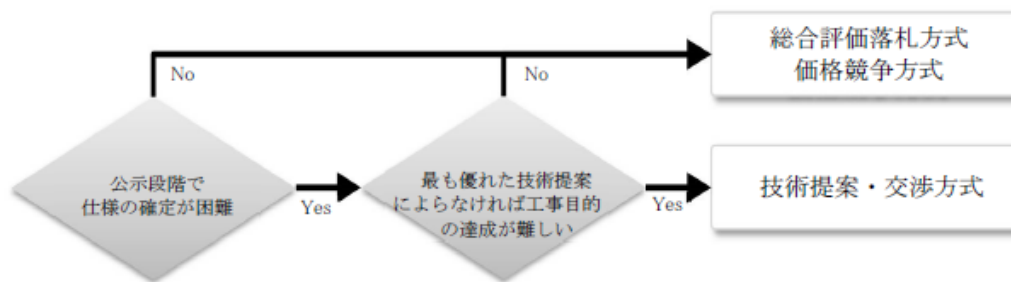 総合評価落札方式
価格競争方式
No
No
公示段階で
仕様の確定が困難
Yes
最も優れた技術提案
によらなければ工事目的
の達成が難しい
Yes
技術提案・交渉方式